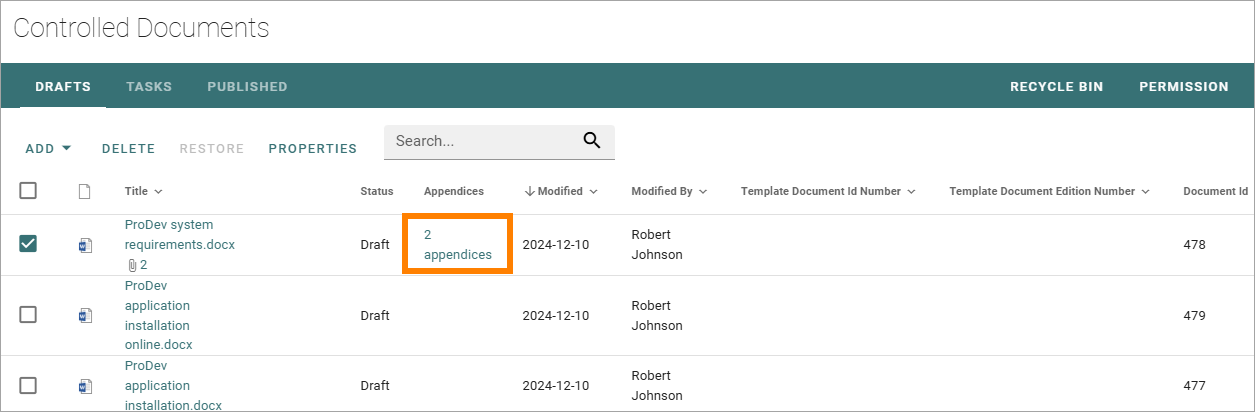 Controlled Documents
DRAFTS TASKS PUBLISHED RECYCLE BIN PERMISSION
ADD DELETE RESTORE PROPERTIES Search...
Title Status Appendices Modified Modified By Template Document Id Number Template Document Edition Number Document Id
ProDev system
requirements.docx
2
Draft
2
appendices
2024-12-10
Robert
Johnson
478
ProDev
application
installation
online.docx
Draft
2024-12-10
Robert
Johnson
479
ProDev
application
installation.docx
Draft
2024-12-10
Robert
Johnson
477